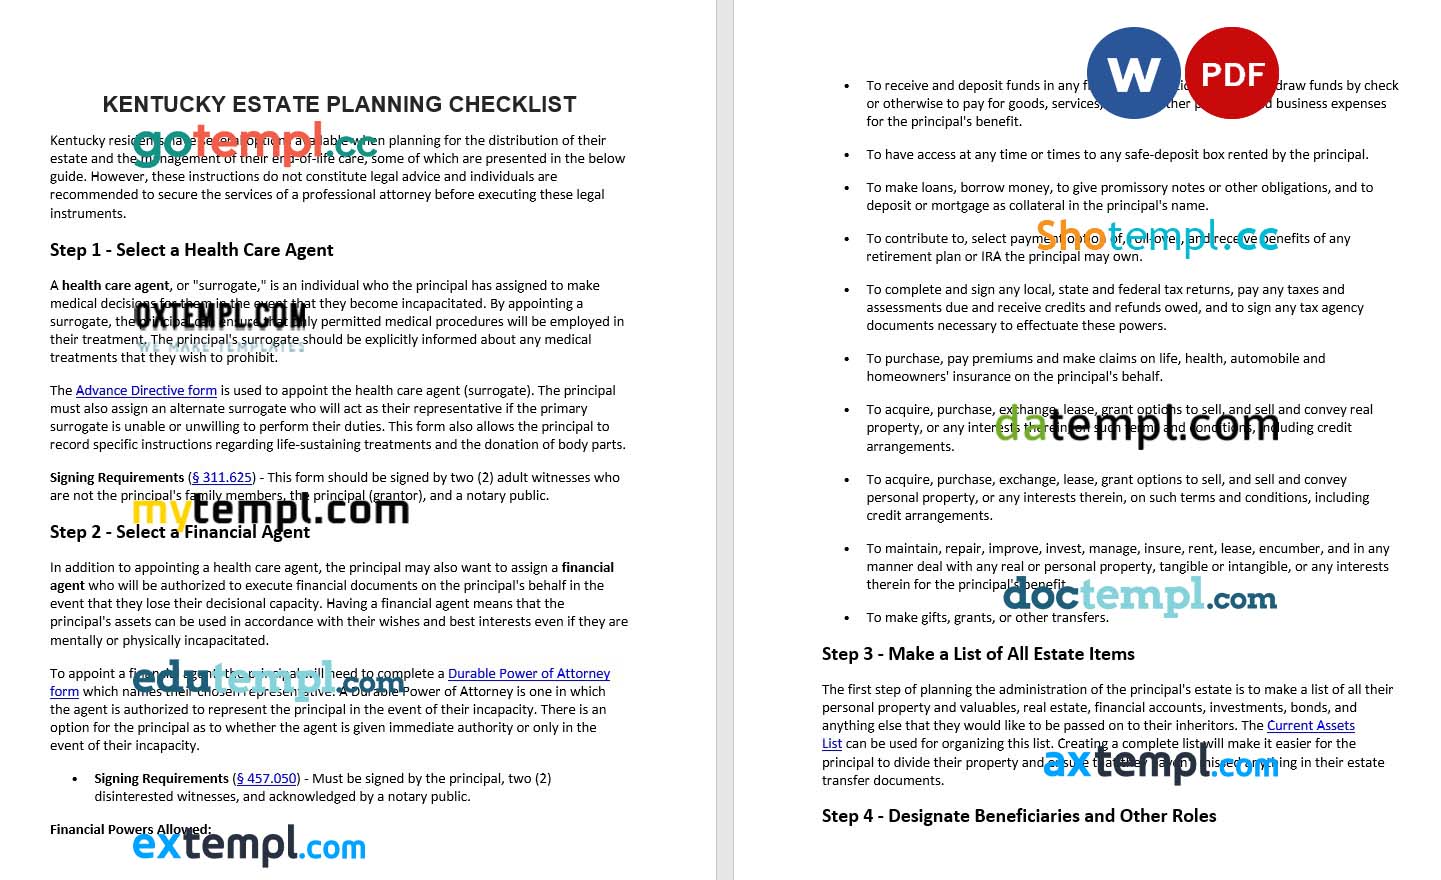 KENTUCKY ESTATE PLANNING CHECKLIST
Kentucky residents have several options available when planning for the distribution of their
gotempl.cc
estate and the management of their end-of-life care, some of which are presented in the below
guide. However, these instructions do not constitute legal advice and individuals are
recommended to secure the services of a professional attorney before executing these legal
instruments.
Step 1 - Select a Health Care Agent
A health care agent, or "surrogate," is an individual who the principal has assigned to make
medical decisions for them in the event that they become incapacitated. By appointing a
OXTEMPL.COM
surrogate, the principal can ensure that only permitted medical procedures will be employed in
their treatment. The principal's surrogate should be explicitly informed about any medical
WE MAKE TEMPLATES
treatments that they wish to prohibit.
The Advance Directive form is used to appoint the health care agent (surrogate). The principal
must also assign an alternate surrogate who will act as their representative if the primary
surrogate is unable or unwilling to perform their duties. This form also allows the principal to
record specific instructions regarding life-sustaining treatments and the donation of body parts.
Signing Requirements (§ 311.625) - This form should be signed by two (2) adult witnesses who
are not the principal's family members, the principal (grantor), and a notary public.
mytempl.com
Step 2 - Select a Financial Agent
In addition to appointing a health care agent, the principal may also want to assign a financial
agent who will be authorized to execute financial documents on the principal's behalf in the
event that they lose their decisional capacity. Having a financial agent means that the
principal's assets can be used in accordance with their wishes and best interests even if they are
mentally or physically incapacitated.
To appoint a financial agent, the principal will need to complete a Durable Power of Attorney
edutempl.com
form which names their chosen representative. A Durable Power of Attorney is one in which
the agent is authorized to represent the principal in the event of their incapacity. There is an
option for the principal as to whether the agent is given immediate authority or only in the
event of their incapacity.
• Signing Requirements (§ 457.050) - Must be signed by the principal, two (2)
disinterested witnesses, and acknowledged by a notary public.
Financial Powers Allowed:
extempl.com
W PDF
• To receive and deposit funds in any draw funds by check
or otherwise to pay for goods, services, business expenses
for the principal's benefit.
• To have access at any time or times to any safe-deposit box rented by the principal.
• To make loans, borrow money, to give promissory notes or other obligations, and to
deposit or mortgage as collateral in the principal's name.
Shotempl.cc
• To contribute to, select payment option of, roll-over, and receive benefits of any
retirement plan or IRA the principal may own.
• To complete and sign any local, state and federal tax returns, pay any taxes and
assessments due and receive credits and refunds owed, and to sign any tax agency
documents necessary to effectuate these powers.
• To purchase, pay premiums and make claims on life, health, automobile and
homeowners' insurance on the principal's behalf.
• To acquire, purchase, exchange, lease, grant options to sell, and sell and convey real
datempl.com
property, or any interests therein, on such terms and conditions, including credit
arrangements.
• To acquire, purchase, exchange, lease, grant options to sell, and sell and convey
personal property, or any interests therein, on such terms and conditions, including
credit arrangements.
• To maintain, repair, improve, invest, manage, insure, rent, lease, encumber, and in any
manner deal with any real or personal property, tangible or intangible, or any interests
therein for the principal's benefit.
doctempl.com
• To make gifts, grants, or other transfers.
Step 3 - Make a List of All Estate Items
The first step of planning the administration of the principal's estate is to make a list of all their
personal property and valuables, real estate, financial accounts, investments, bonds, and
anything else that they would like to be passed on to their inheritors. The Current Assets
List can be used for organizing this list. Creating a complete list will make it easier for the
principal to divide their property and ensure that they haven't missed anything in their estate
axtempl.com
transfer documents.
Step 4 - Designate Beneficiaries and Other Roles